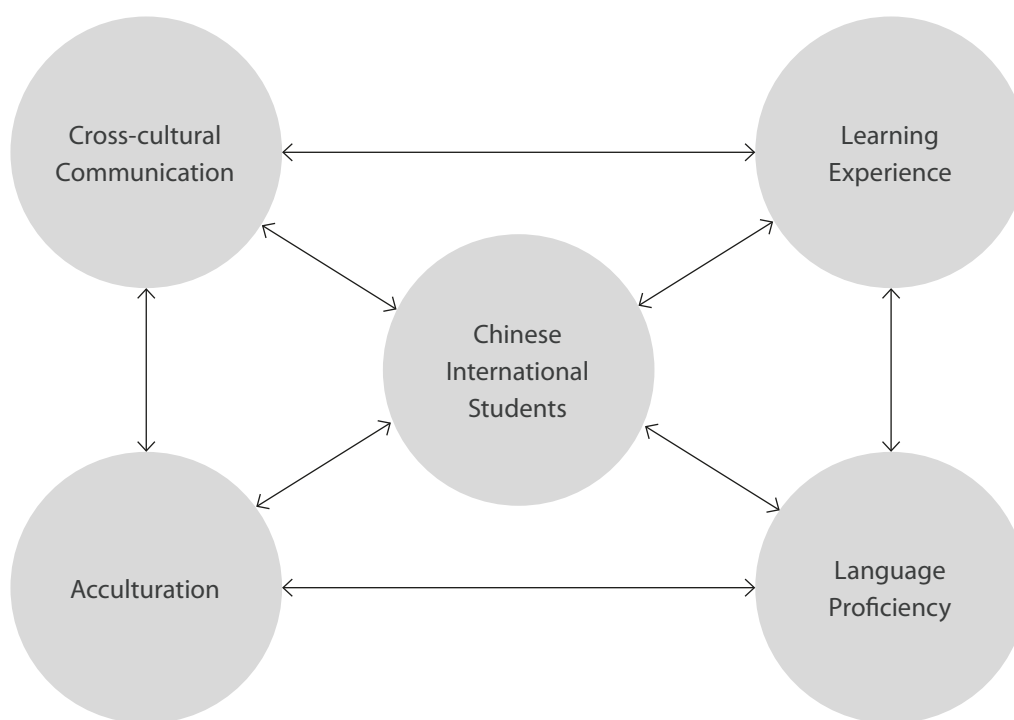 Cross-cultural
Communication
Learning
Experience
Chinese
International
Students
Acculturation
Language
Proficiency